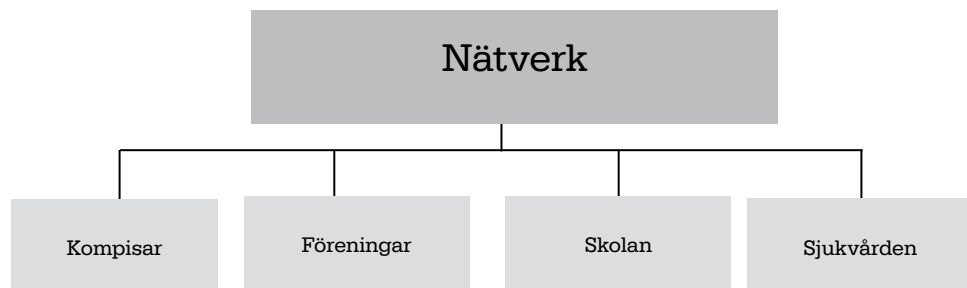 Nätverk
Kompisar
Föreningar
Skolan
Sjukvården